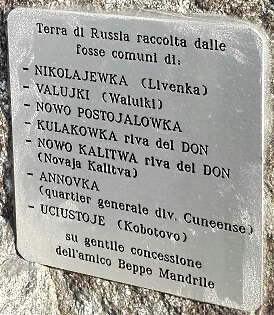 Terra di Russia raccolta dalle
fosse comuni di:
- NIKOLAJEWKA (Livenka)
- VALUJKI (Waluiki)
- NOWO POSTOJALOWKA
- KULAKOWKA riva del DON
- NOWO KALITWA riva del DON
(Novaja Kalitva)
- ANNOVKA
(quartier generale div. Cuneense)
- UCIUSTOJE (Kobotovo)
su gentile concessione
dell'amico Beppe Mandrile